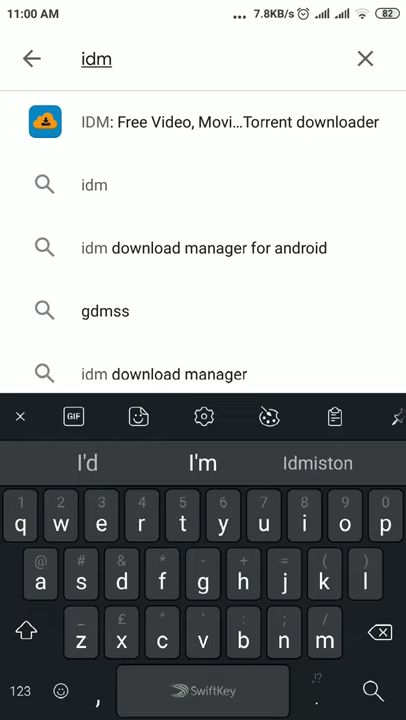 11:00 AM ... 7.8KB/s 82
idm
IDM: Free Video, Movi...Torrent downloader
idm
idm download manager for android
gdmss
idm download manager
GIF
I'd I'm Idmiston
1 2 3 4 5 6 7 8 9 0
q w e r t y u i o p
@ # & * - + = ( )
a s d f g h j k l
_ £ " ' : ; /
z x c v b n m
123 , SwiftKey ,!? .